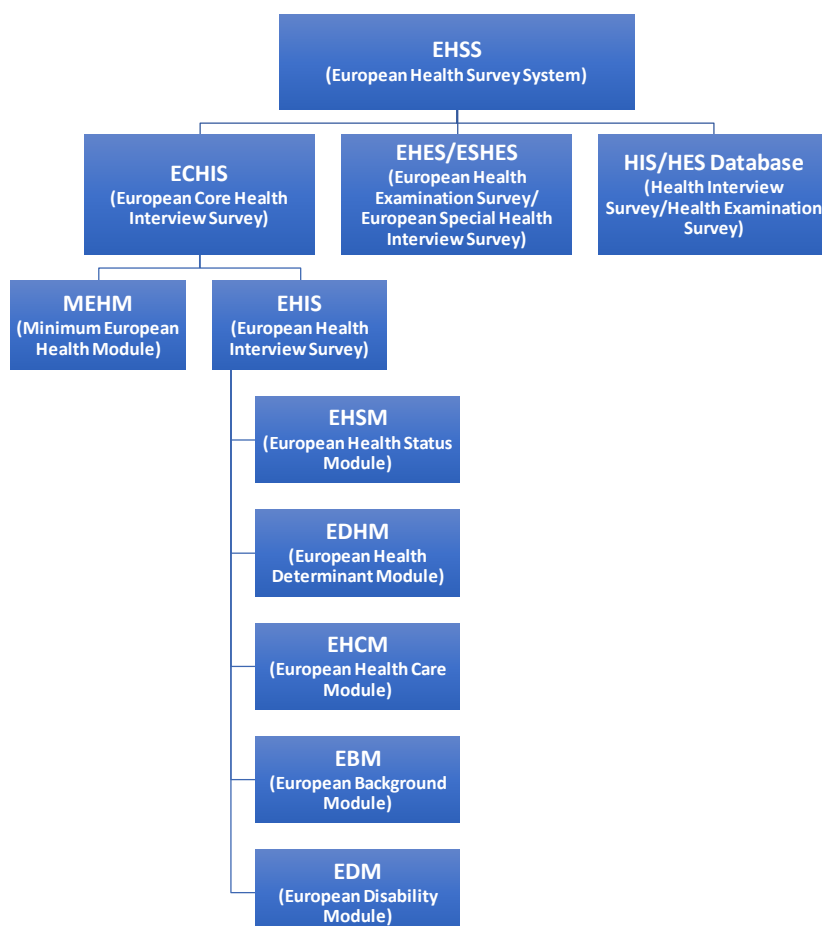 EHSS
(European Health Survey System)
ECHIS
(European Core Health
Interview Survey)
EHES/ESHES
(European Health
Examination Survey/
European Special Health
Interview Survey)
HIS/HES Database
(Health Interview
Survey/Health Examination
Survey)
MEHM
(Minimum European
Health Module)
EHIS
(European Health
Interview Survey)
EHSM
(European Health Status
Module)
EDHM
(European Health
Determinant Module)
EHCM
(European Health Care
Module)
EBM
(European Background
Module)
EDM
(European Disability
Module)